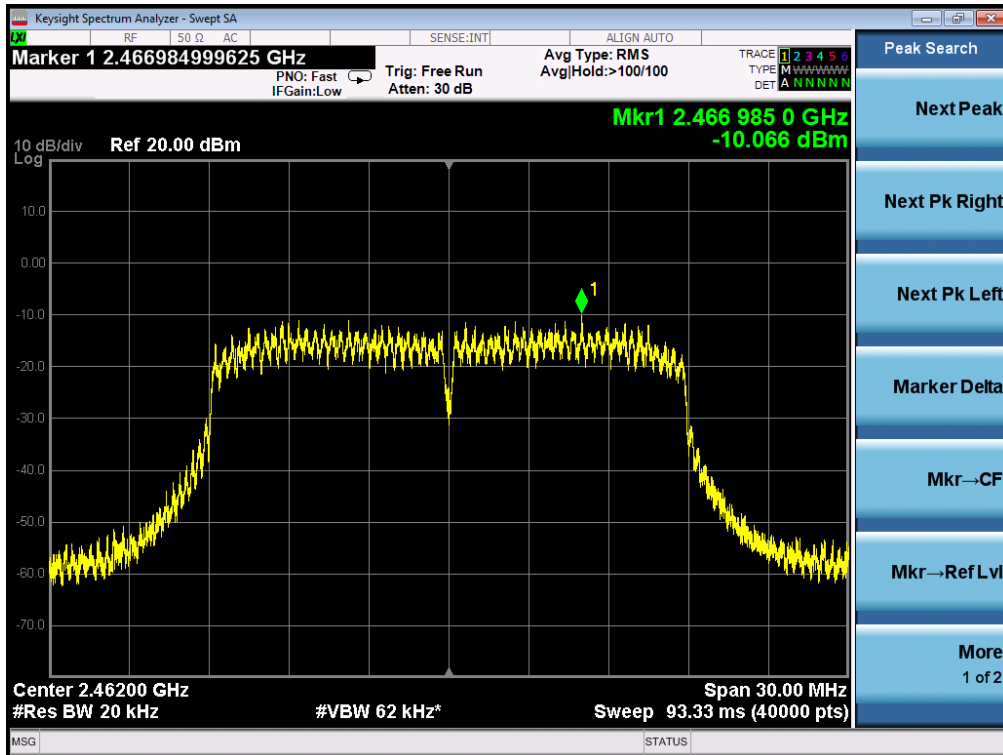 Keysight Spectrum Analyzer - Swept SA
LXI RF 50 Ω AC SENSE:INT ALIGN AUTO
Marker 1 2.466984999625 GHz
PNO: Fast
IFGain:Low
Trig: Free Run
Atten: 30 dB
Avg Type: RMS
Avg|Hold:>100/100
TRACE 1 2 3 4 5 6
TYPE M W W W W W
DET A N N N N N
Mkr1 2.466 985 0 GHz
-10.066 dBm
10 dB/div Ref 20.00 dBm
Log
10.0
0.00
-10.0
1
-20.0
-30.0
-40.0
-50.0
-60.0
-70.0
Center 2.46200 GHz Span 30.00 MHz
#Res BW 20 kHz #VBW 62 kHz* Sweep 93.33 ms (40000 pts)
MSG STATUS
Peak Search
Next Peak
Next Pk Right
Next Pk Left
Marker Delta
Mkr→CF
Mkr→Ref Lvl
More
1 of 2